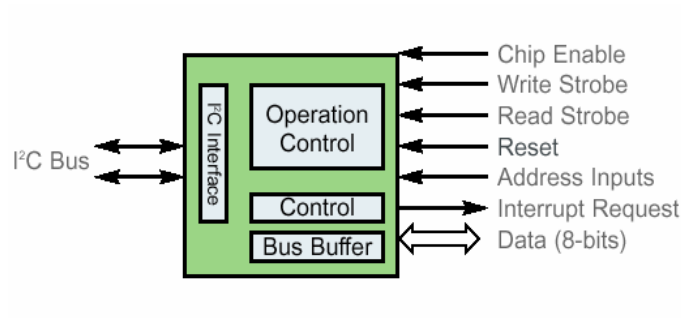 I²C Bus
I²C Interface
Operation
Control
Control
Bus Buffer
Chip Enable
Write Strobe
Read Strobe
Reset
Address Inputs
Interrupt Request
Data (8-bits)